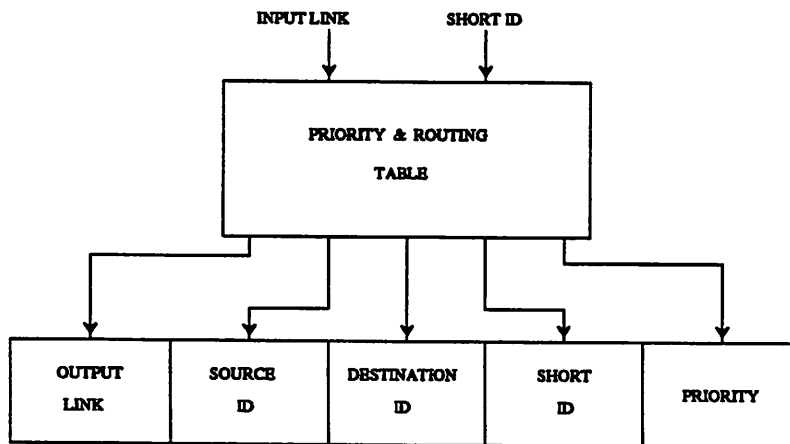 INPUT LINK
SHORT ID
PRIORITY & ROUTING
TABLE
OUTPUT
LINK
SOURCE
ID
DESTINATION
ID
SHORT
ID
PRIORITY